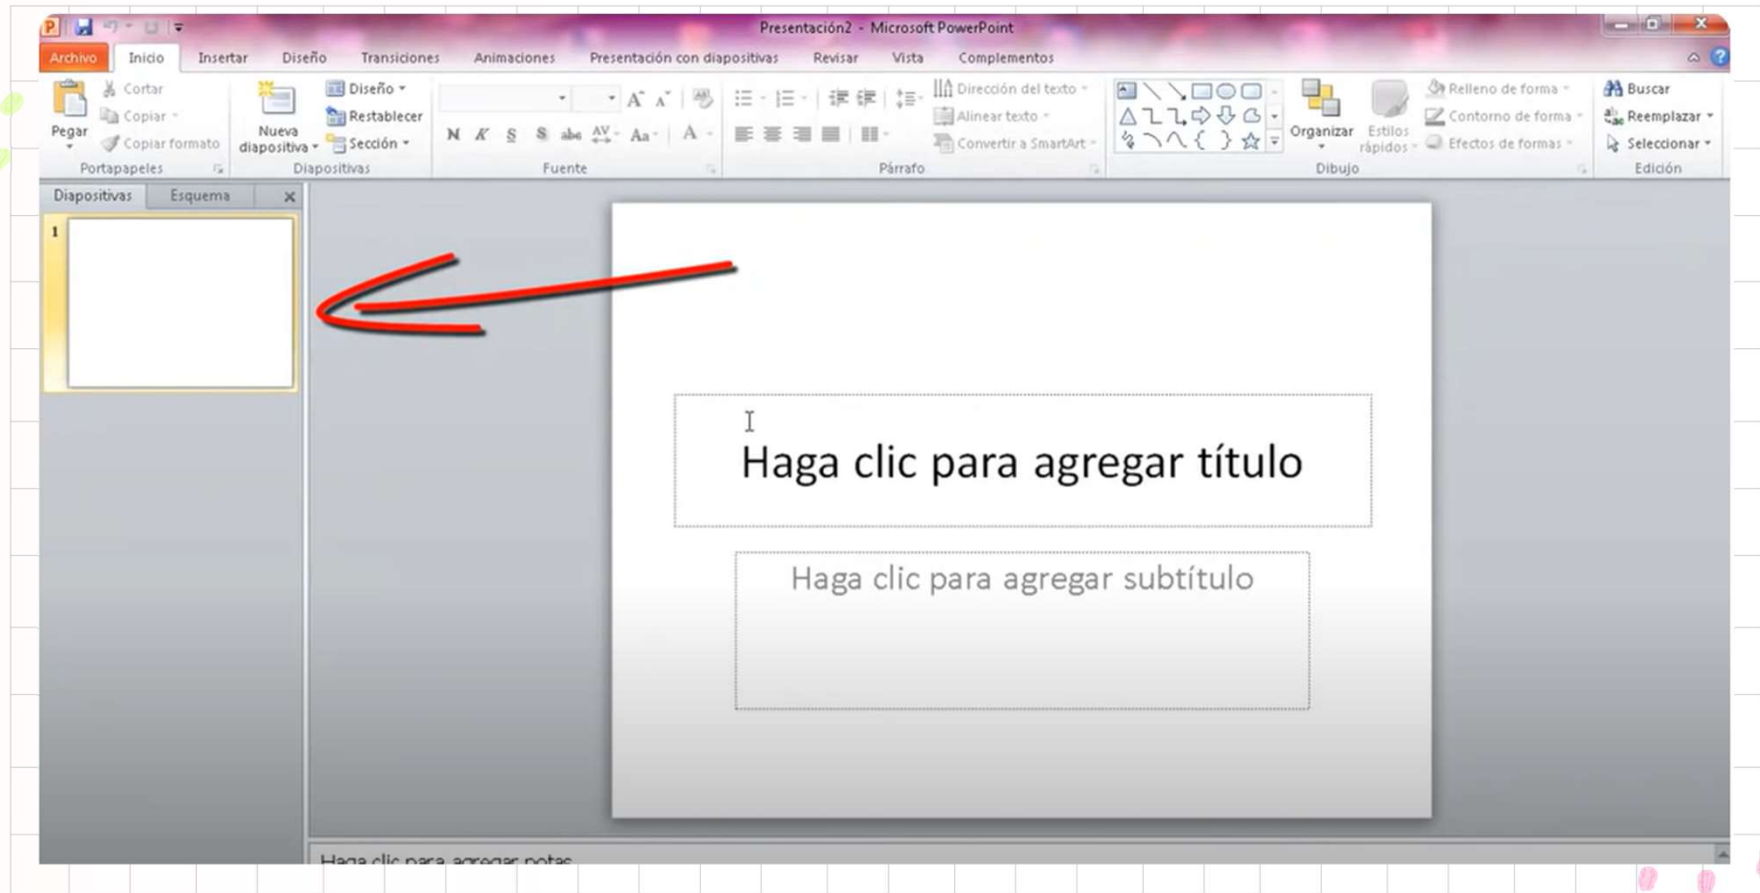 Presentación2 - Microsoft PowerPoint
Archivo Inicio Insertar Diseño Transiciones Animaciones Presentación con diapositivas Revisar Vista Complementos
Pegar
Cortar
Copiar
Copiar formato
Portapapeles
Nueva
diapositiva
Diseño
Restablecer
Sección
Diapositivas
N K S S abc AV Aa A
Fuente
Dirección del texto
Alinear texto
Convertir a SmartArt
Párrafo
Organizar
Estilos
rápidos
Relleno de forma
Contorno de forma
Efectos de formas
Dibujo
Buscar
Reemplazar
Seleccionar
Edición
Diapositivas Esquema
1
Haga clic para agregar título
Haga clic para agregar subtítulo
Haga clic para agregar notas